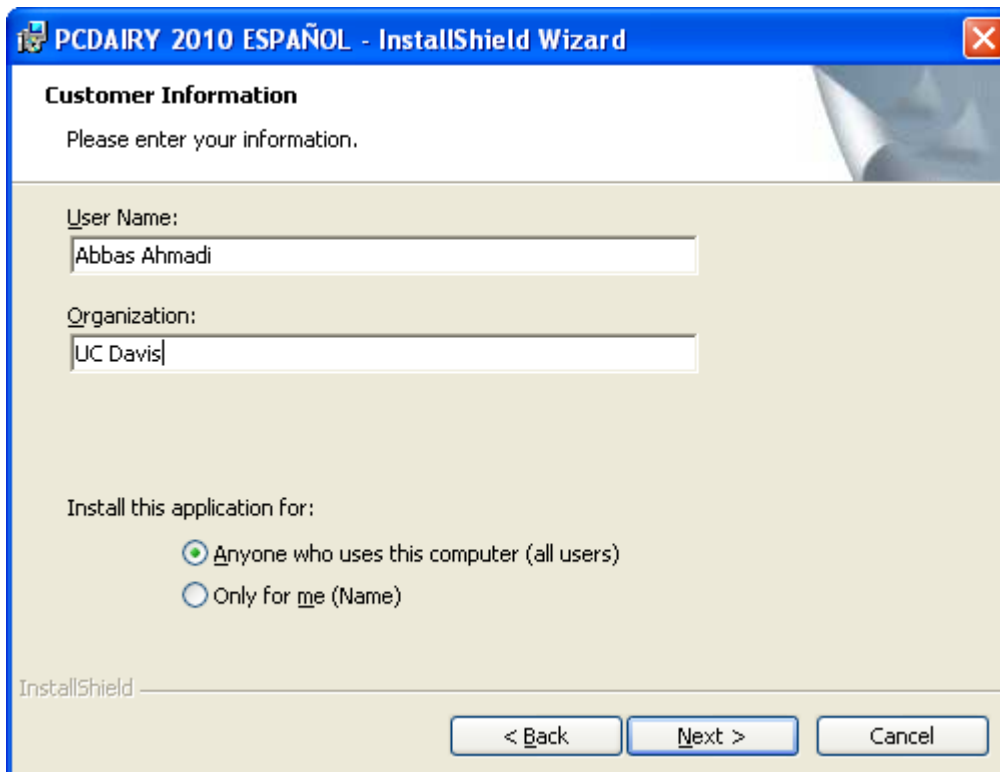 PCDAIRY 2010 ESPAÑOL - InstallShield Wizard
Customer Information
Please enter your information.
User Name:
Abbas Ahmadi
Organization:
UC Davis
Install this application for:
Anyone who uses this computer (all users)
Only for me (Name)
InstallShield
< Back Next > Cancel